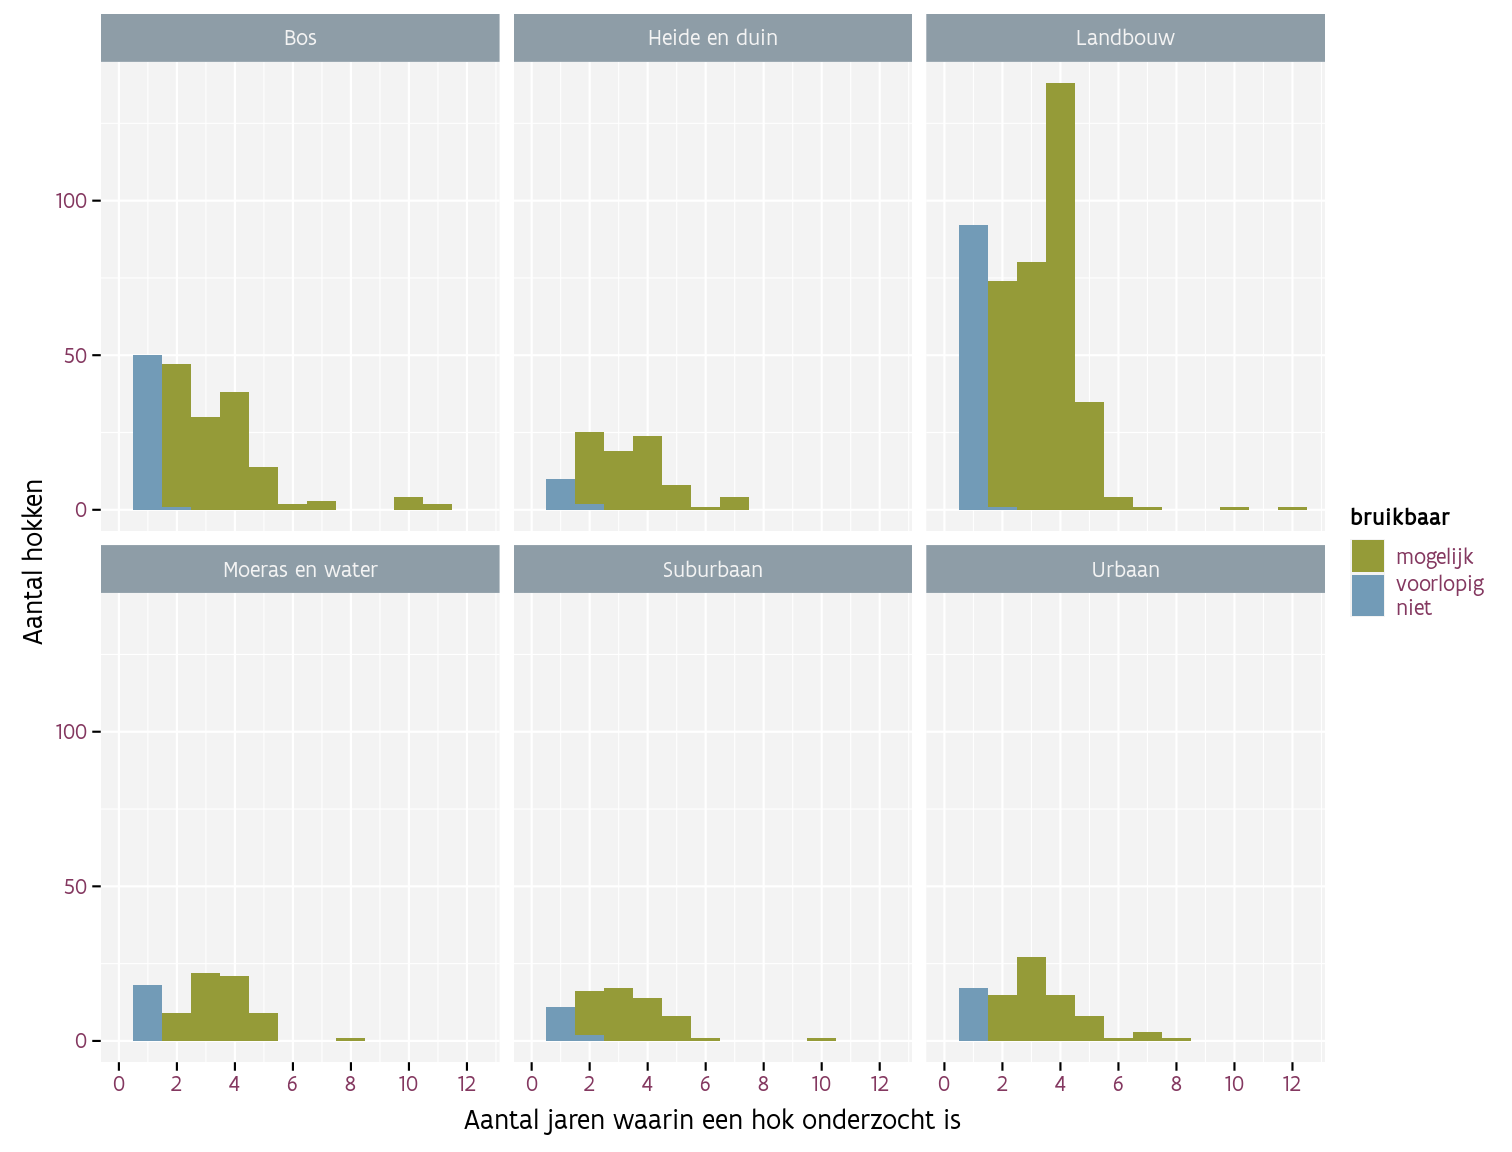 Bos
Heide en duin
Landbouw
100
50
0
Aantal hokken
Moeras en water
Suburbaan
Urbaan
100
50
0
0 2 4 6 8 10 12
0 2 4 6 8 10 12
0 2 4 6 8 10 12
Aantal jaren waarin een hok onderzocht is
bruikbaar
mogelijk
voorlopig
niet